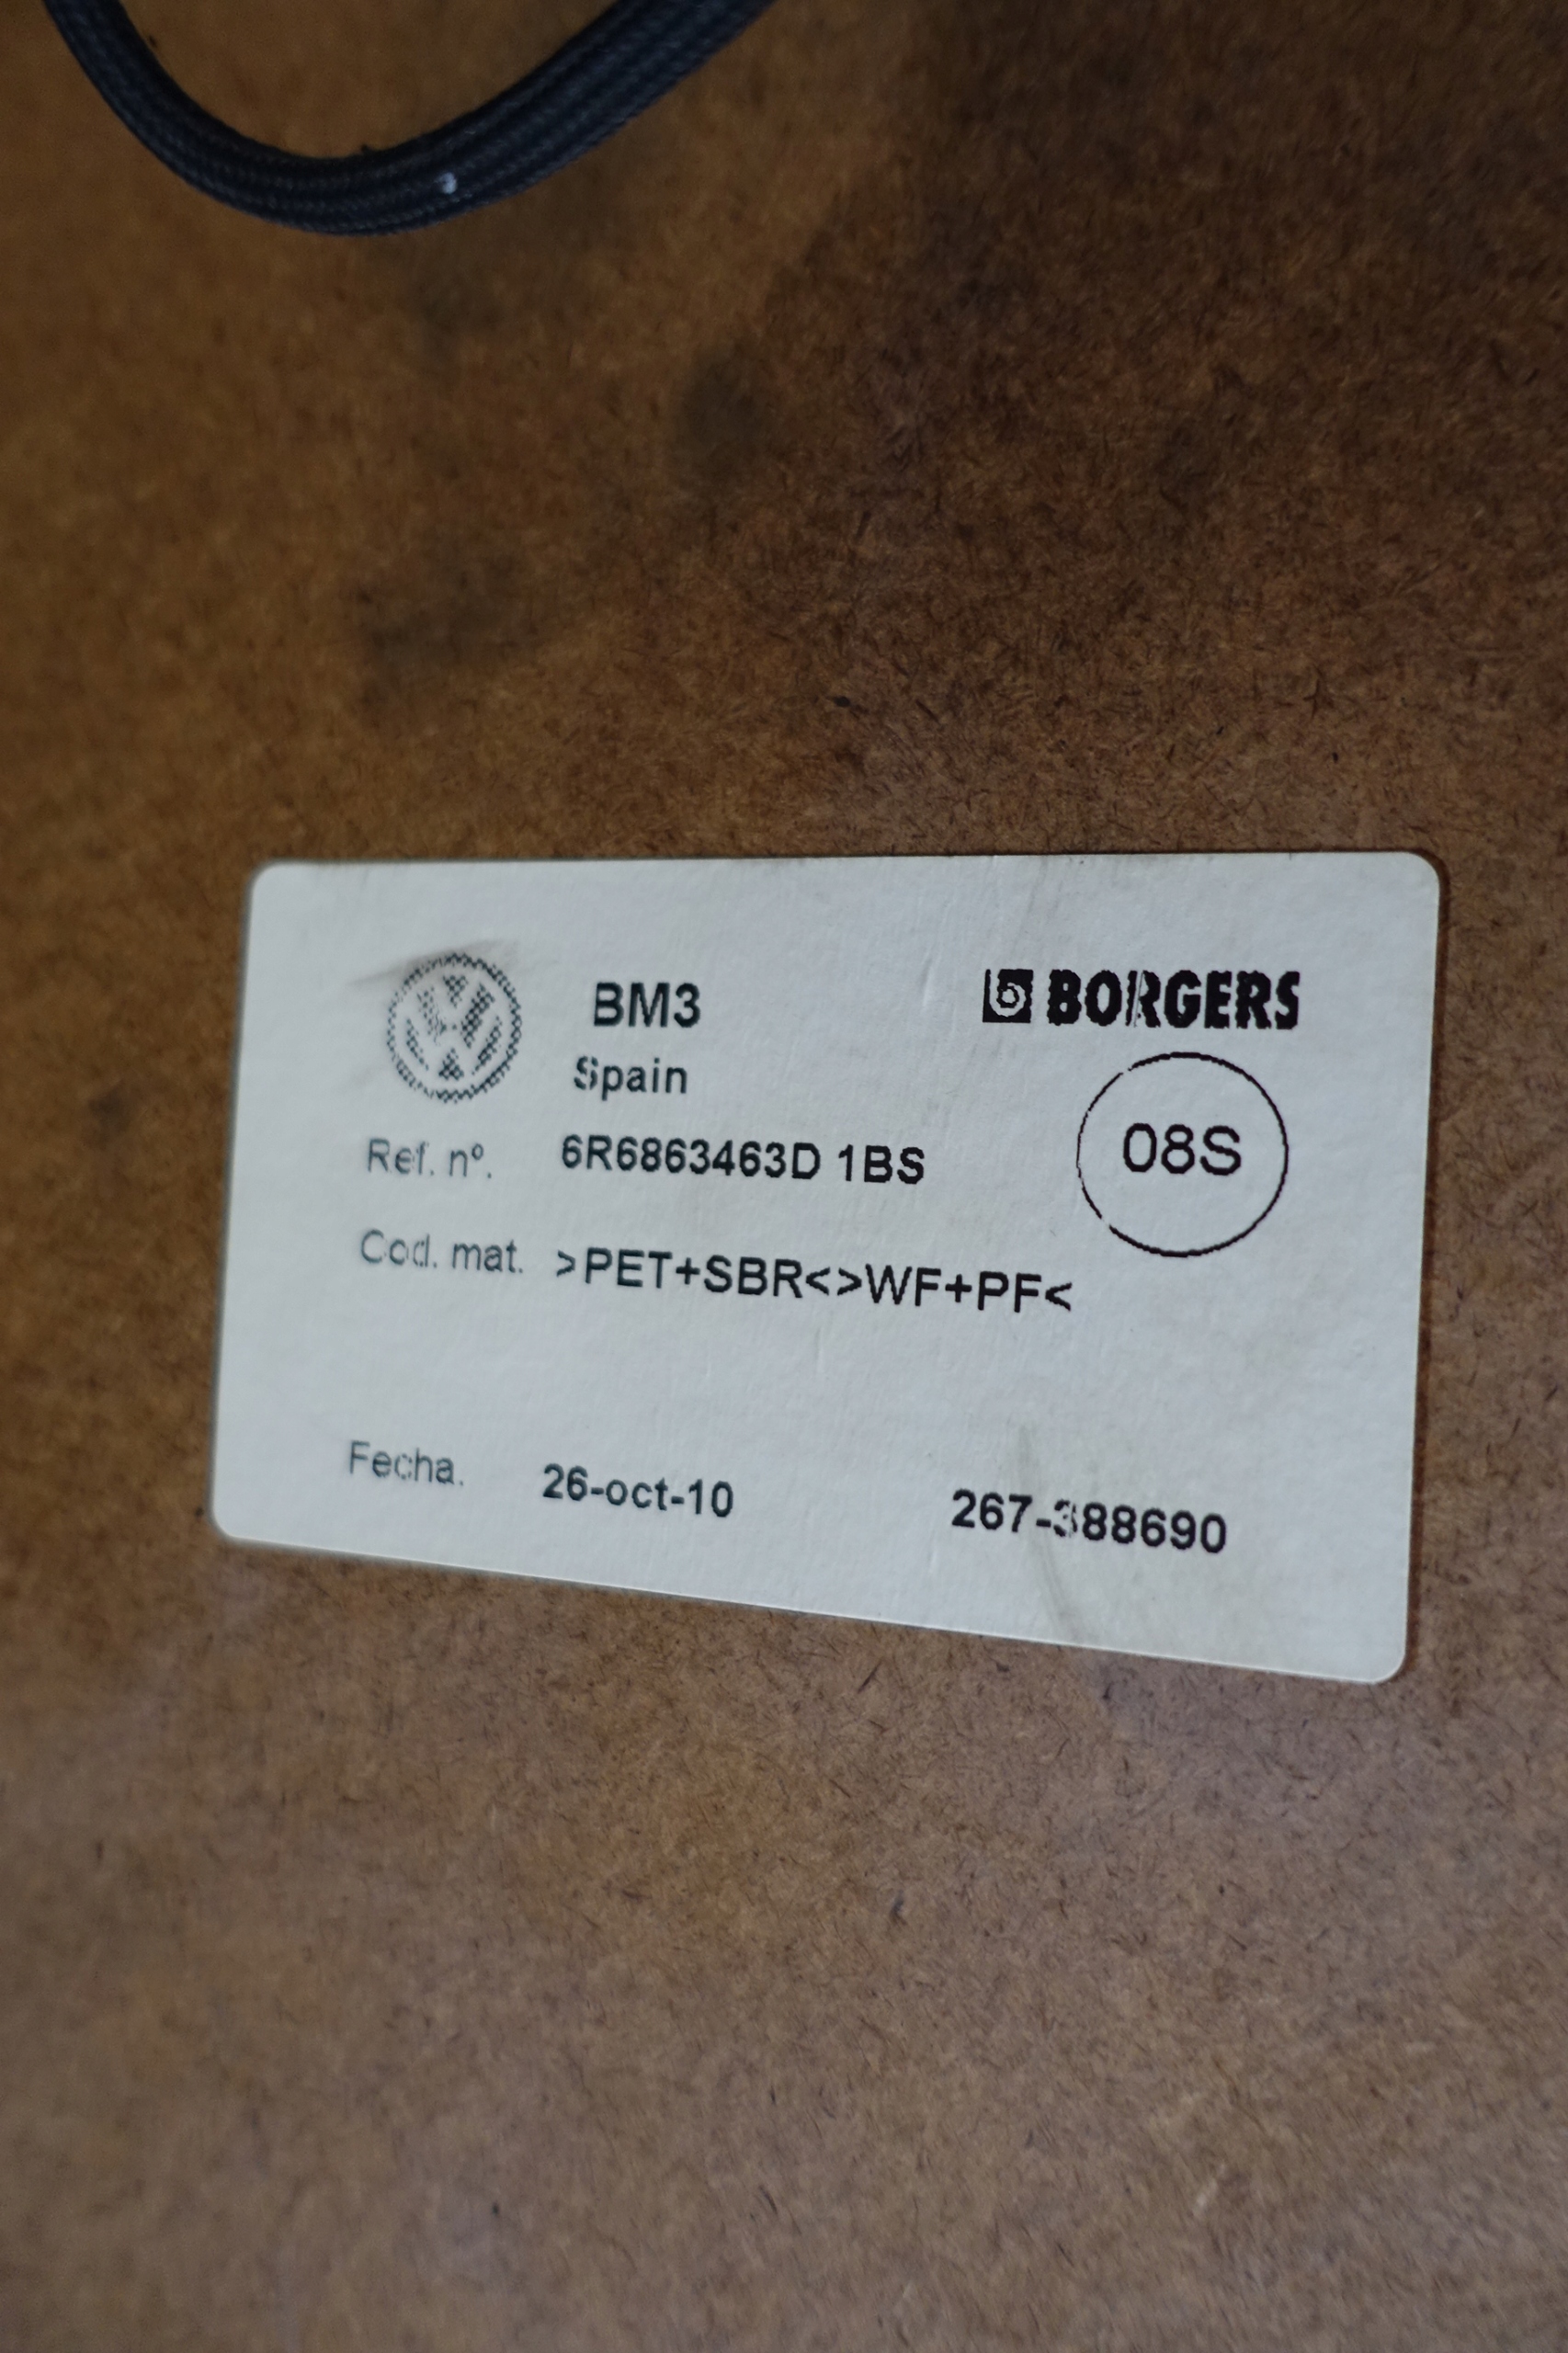 BM3
BORGERS
Spain
08S
Ref. nº. 6R6863463D 1BS
Cod. mat. >PET+SBR<>WF+PF<
Fecha. 26-oct-10 267-388690